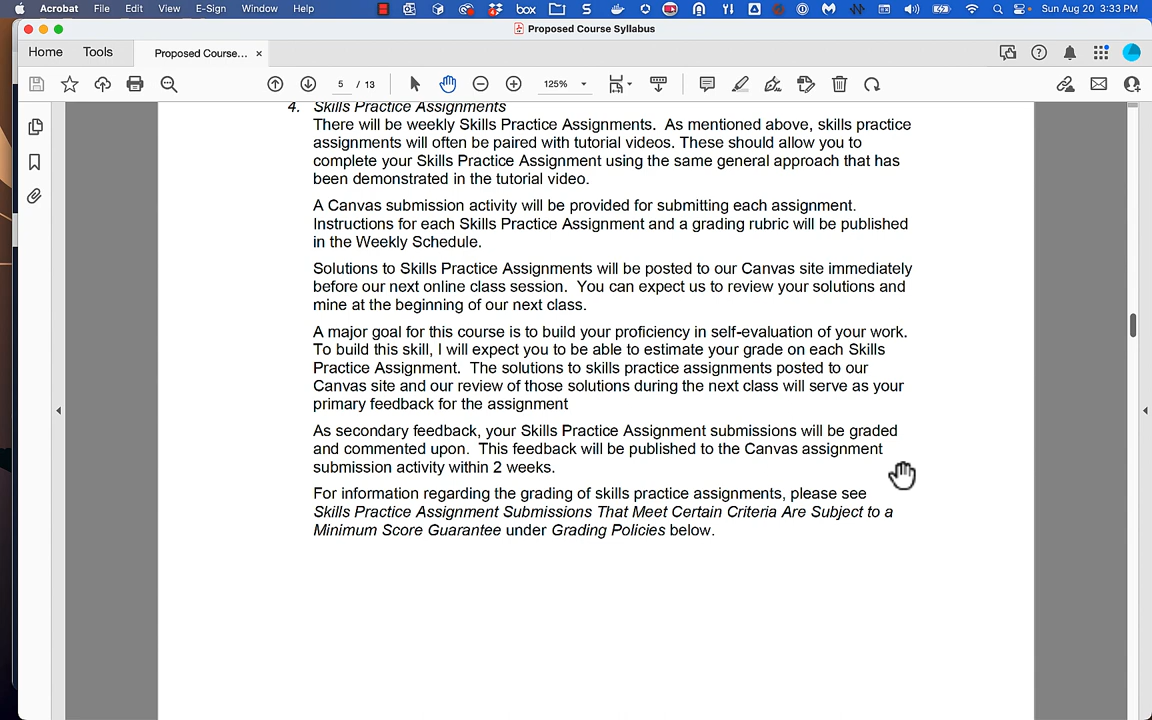 Acrobat File Edit View E-Sign Window Help box Sun Aug 20 3:33 PM
Proposed Course Syllabus
Home Tools Proposed Course... ×
5 / 13 125%
4. Skills Practice Assignments
There will be weekly Skills Practice Assignments. As mentioned above, skills practice
assignments will often be paired with tutorial videos. These should allow you to
complete your Skills Practice Assignment using the same general approach that has
been demonstrated in the tutorial video.
A Canvas submission activity will be provided for submitting each assignment.
Instructions for each Skills Practice Assignment and a grading rubric will be published
in the Weekly Schedule.
Solutions to Skills Practice Assignments will be posted to our Canvas site immediately
before our next online class session. You can expect us to review your solutions and
mine at the beginning of our next class.
A major goal for this course is to build your proficiency in self-evaluation of your work.
To build this skill, I will expect you to be able to estimate your grade on each Skills
Practice Assignment. The solutions to skills practice assignments posted to our
Canvas site and our review of those solutions during the next class will serve as your
primary feedback for the assignment
As secondary feedback, your Skills Practice Assignment submissions will be graded
and commented upon. This feedback will be published to the Canvas assignment
submission activity within 2 weeks.
For information regarding the grading of skills practice assignments, please see
Skills Practice Assignment Submissions That Meet Certain Criteria Are Subject to a
Minimum Score Guarantee under Grading Policies below.